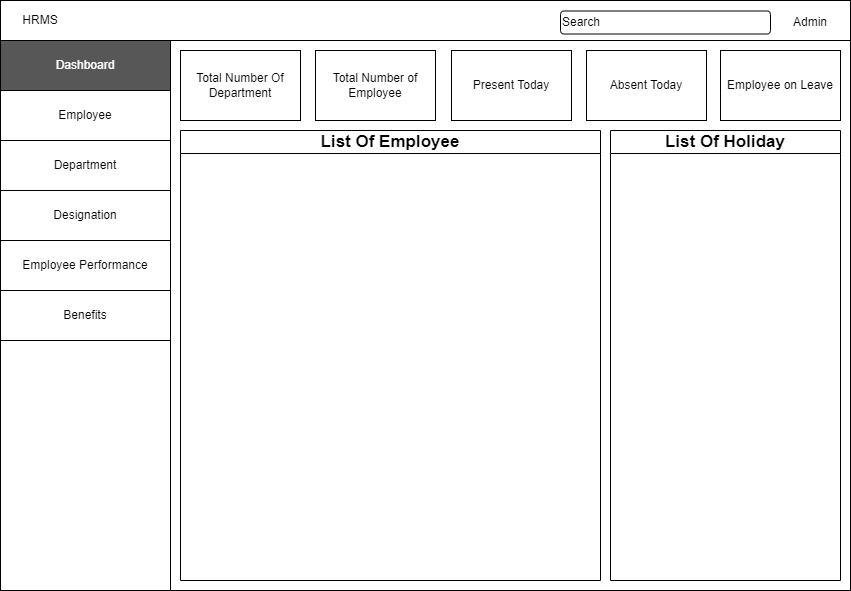 HRMS
Search
Admin
Dashboard
Employee
Department
Designation
Employee Performance
Benefits
Total Number Of
Department
Total Number of
Employee
Present Today
Absent Today
Employee on Leave
List Of Employee
List Of Holiday